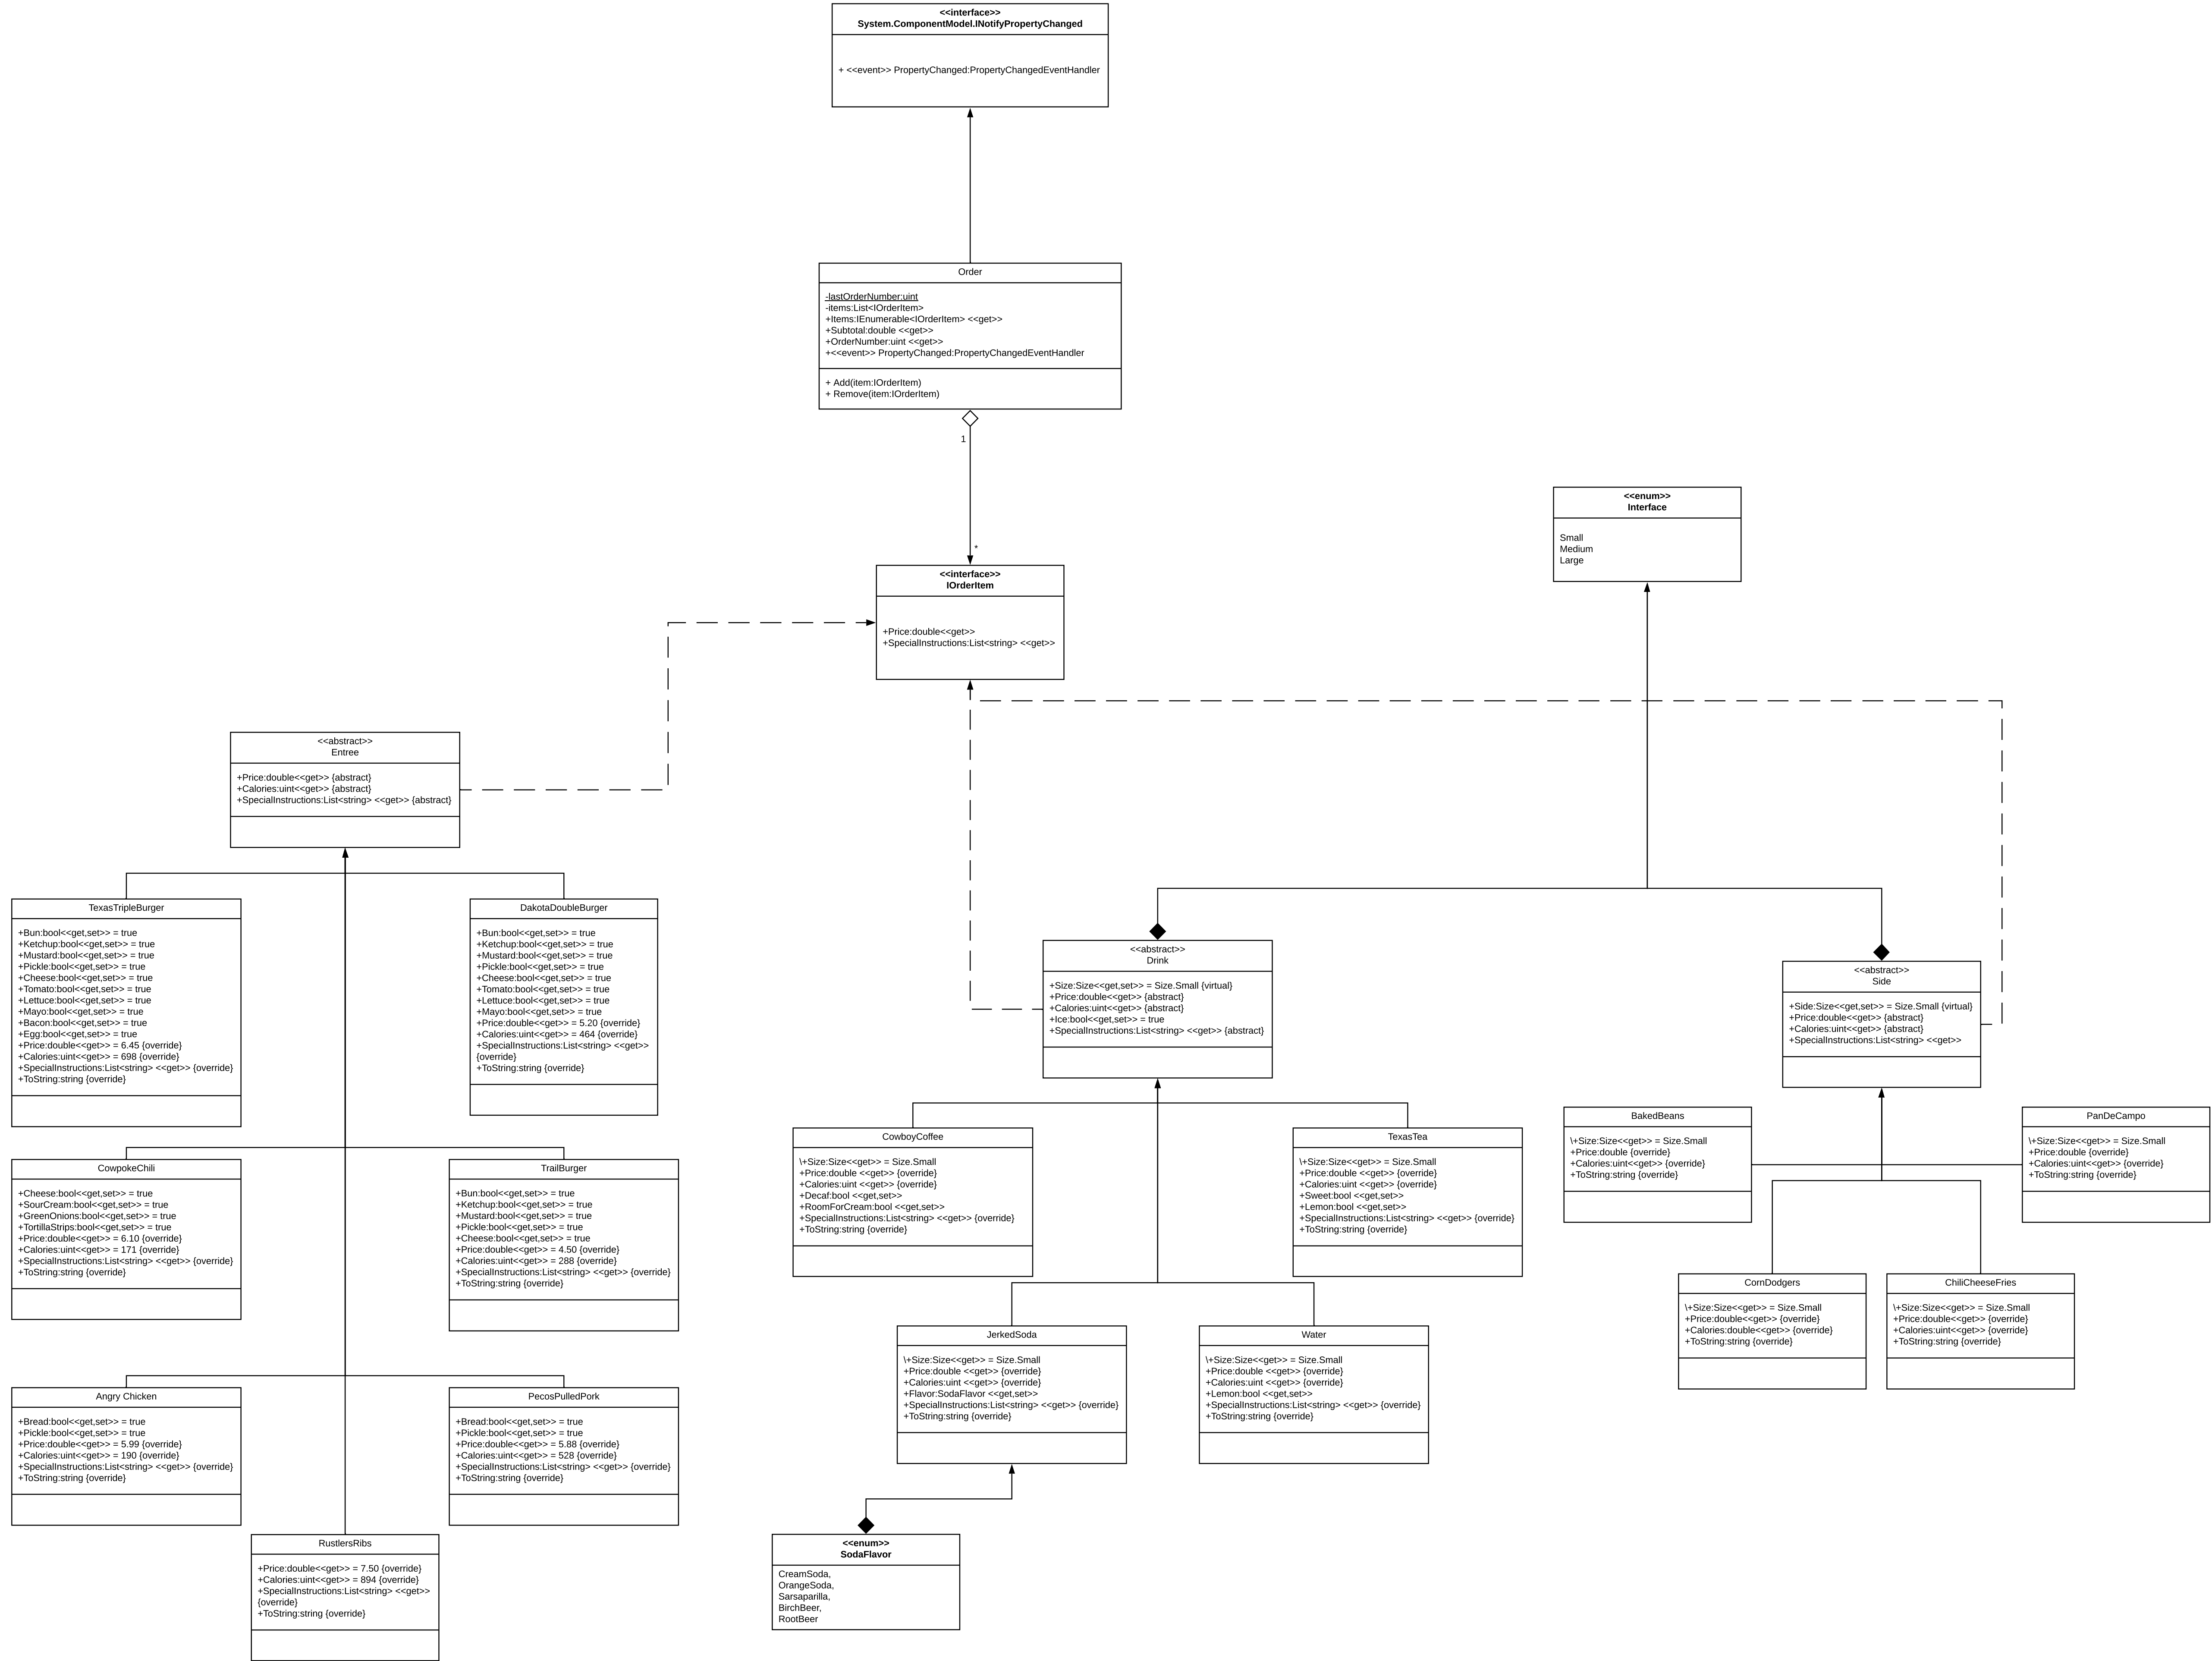 <<interface>>
System.ComponentModel.INotifyPropertyChanged
+ <<event>> PropertyChanged:PropertyChangedEventHandler
Order
-lastOrderNumber:uint
-items:List<IOrderItem>
+Items:IEnumerable<IOrderItem> <<get>>
+Subtotal:double <<get>>
+OrderNumber:uint <<get>>
+<<event>> PropertyChanged:PropertyChangedEventHandler
+ Add(item:IOrderItem)
+ Remove(item:IOrderItem)
1
*
<<enum>>
Interface
Small
Medium
Large
<<interface>>
IOrderItem
+Price:double<<get>>
+SpecialInstructions:List<string> <<get>>
<<abstract>>
Entree
+Price:double<<get>> {abstract}
+Calories:uint<<get>> {abstract}
+SpecialInstructions:List<string> <<get>> {abstract}
TexasTripleBurger
+Bun:bool<<get,set>> = true
+Ketchup:bool<<get,set>> = true
+Mustard:bool<<get,set>> = true
+Pickle:bool<<get,set>> = true
+Cheese:bool<<get,set>> = true
+Tomato:bool<<get,set>> = true
+Lettuce:bool<<get,set>> = true
+Mayo:bool<<get,set>> = true
+Bacon:bool<<get,set>> = true
+Egg:bool<<get,set>> = true
+Price:double<<get>> = 6.45 {override}
+Calories:uint<<get>> = 698 {override}
+SpecialInstructions:List<string> <<get>> {override}
+ToString:string {override}
DakotaDoubleBurger
+Bun:bool<<get,set>> = true
+Ketchup:bool<<get,set>> = true
+Mustard:bool<<get,set>> = true
+Pickle:bool<<get,set>> = true
+Cheese:bool<<get,set>> = true
+Tomato:bool<<get,set>> = true
+Lettuce:bool<<get,set>> = true
+Mayo:bool<<get,set>> = true
+Price:double<<get>> = 5.20 {override}
+Calories:uint<<get>> = 464 {override}
+SpecialInstructions:List<string> <<get>>
{override}
+ToString:string {override}
CowpokeChili
+Cheese:bool<<get,set>> = true
+SourCream:bool<<get,set>> = true
+GreenOnions:bool<<get,set>> = true
+TortillaStrips:bool<<get,set>> = true
+Price:double<<get>> = 6.10 {override}
+Calories:uint<<get>> = 171 {override}
+SpecialInstructions:List<string> <<get>> {override}
+ToString:string {override}
TrailBurger
+Bun:bool<<get,set>> = true
+Ketchup:bool<<get,set>> = true
+Mustard:bool<<get,set>> = true
+Pickle:bool<<get,set>> = true
+Cheese:bool<<get,set>> = true
+Price:double<<get>> = 4.50 {override}
+Calories:uint<<get>> = 288 {override}
+SpecialInstructions:List<string> <<get>> {override}
+ToString:string {override}
Angry Chicken
+Bread:bool<<get,set>> = true
+Pickle:bool<<get,set>> = true
+Price:double<<get>> = 5.99 {override}
+Calories:uint<<get>> = 190 {override}
+SpecialInstructions:List<string> <<get>> {override}
+ToString:string {override}
PecosPulledPork
+Bread:bool<<get,set>> = true
+Pickle:bool<<get,set>> = true
+Price:double<<get>> = 5.88 {override}
+Calories:uint<<get>> = 528 {override}
+SpecialInstructions:List<string> <<get>> {override}
+ToString:string {override}
RustlersRibs
+Price:double<<get>> = 7.50 {override}
+Calories:uint<<get>> = 894 {override}
+SpecialInstructions:List<string> <<get>>
{override}
+ToString:string {override}
<<abstract>>
Drink
+Size:Size<<get,set>> = Size.Small {virtual}
+Price:double<<get>> {abstract}
+Calories:uint<<get>> {abstract}
+Ice:bool<<get,set>> = true
+SpecialInstructions:List<string> <<get>> {abstract}
CowboyCoffee
\+Size:Size<<get>> = Size.Small
+Price:double <<get>> {override}
+Calories:uint <<get>> {override}
+Decaf:bool <<get,set>>
+RoomForCream:bool <<get,set>>
+SpecialInstructions:List<string> <<get>> {override}
+ToString:string {override}
TexasTea
\+Size:Size<<get>> = Size.Small
+Price:double <<get>> {override}
+Calories:uint <<get>> {override}
+Sweet:bool <<get,set>>
+Lemon:bool <<get,set>>
+SpecialInstructions:List<string> <<get>> {override}
+ToString:string {override}
JerkedSoda
\+Size:Size<<get>> = Size.Small
+Price:double <<get>> {override}
+Calories:uint <<get>> {override}
+Flavor:SodaFlavor <<get,set>>
+SpecialInstructions:List<string> <<get>> {override}
+ToString:string {override}
Water
\+Size:Size<<get>> = Size.Small
+Price:double <<get>> {override}
+Calories:uint <<get>> {override}
+Lemon:bool <<get,set>>
+SpecialInstructions:List<string> <<get>> {override}
+ToString:string {override}
<<enum>>
SodaFlavor
CreamSoda,
OrangeSoda,
Sarsaparilla,
BirchBeer,
RootBeer
<<abstract>>
Side
+Side:Size<<get,set>> = Size.Small {virtual}
+Price:double<<get>> {abstract}
+Calories:uint<<get>> {abstract}
+SpecialInstructions:List<string> <<get>>
BakedBeans
\+Size:Size<<get>> = Size.Small
+Price:double {override}
+Calories:uint<<get>> {override}
+ToString:string {override}
PanDeCampo
\+Size:Size<<get>> = Size.Small
+Price:double {override}
+Calories:uint<<get>> {override}
+ToString:string {override}
CornDodgers
\+Size:Size<<get>> = Size.Small
+Price:double<<get>> {override}
+Calories:double<<get>> {override}
+ToString:string {override}
ChiliCheeseFries
\+Size:Size<<get>> = Size.Small
+Price:double<<get>> {override}
+Calories:uint<<get>> {override}
+ToString:string {override}